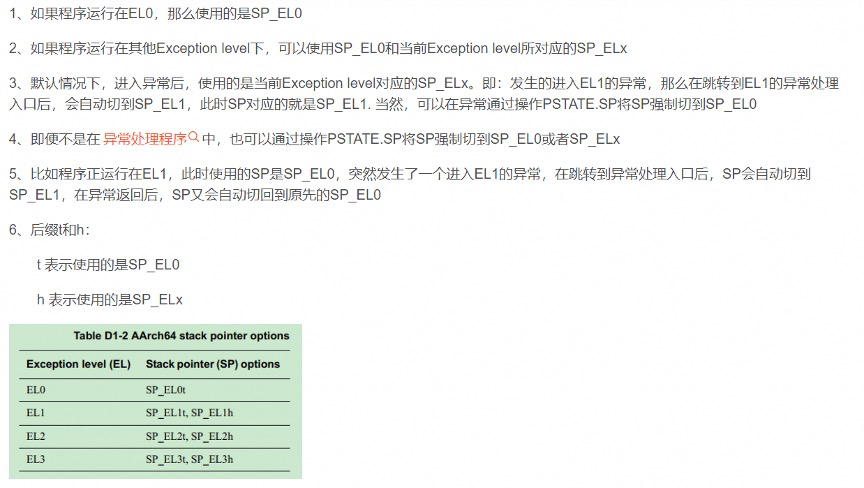 1、如果程序运行在EL0，那么使用的是SP_EL0
2、如果程序运行在其他Exception level下，可以使用SP_EL0和当前Exception level所对应的SP_ELx
3、默认情况下，进入异常后，使用的是当前Exception level对应的SP_ELx。即：发生的进入EL1的异常，那么在跳转到EL1的异常处理
入口后，会自动切到SP_EL1，此时SP对应的就是SP_EL1. 当然，可以在异常通过操作PSTATE.SP将SP强制切到SP_EL0
4、即便不是在 异常处理程序 中，也可以通过操作PSTATE.SP将SP强制切到SP_EL0或者SP_ELx
5、比如程序正运行在EL1，此时使用的SP是SP_EL0，突然发生了一个进入EL1的异常，在跳转到异常处理入口后，SP会自动切到
SP_EL1，在异常返回后，SP又会自动切回到原先的SP_EL0
6、后缀t和h：
t 表示使用的是SP_EL0
h 表示使用的是SP_ELx
Table D1-2 AArch64 stack pointer options
Exception level (EL) Stack pointer (SP) options
EL0 SP_EL0t
EL1 SP_EL1t, SP_EL1h
EL2 SP_EL2t, SP_EL2h
EL3 SP_EL3t, SP_EL3h